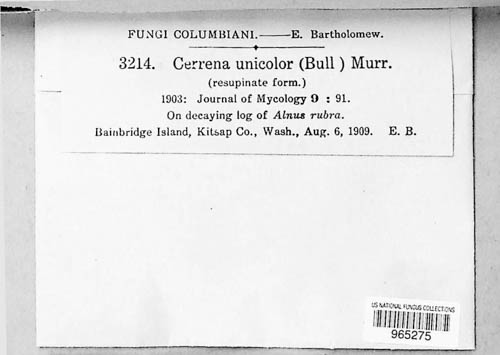 FUNGI COLUMBIANI.——E. Bartholomew.
3214. Cerrena unicolor (Bull ) Murr.
(resupinate form.)
1903: Journal of Mycology 9 : 91.
On decaying log of Alnus rubra.
Bainbridge Island, Kitsap Co., Wash., Aug. 6, 1909. E. B.
US NATIONAL FUNGUS COLLECTIONS
965275